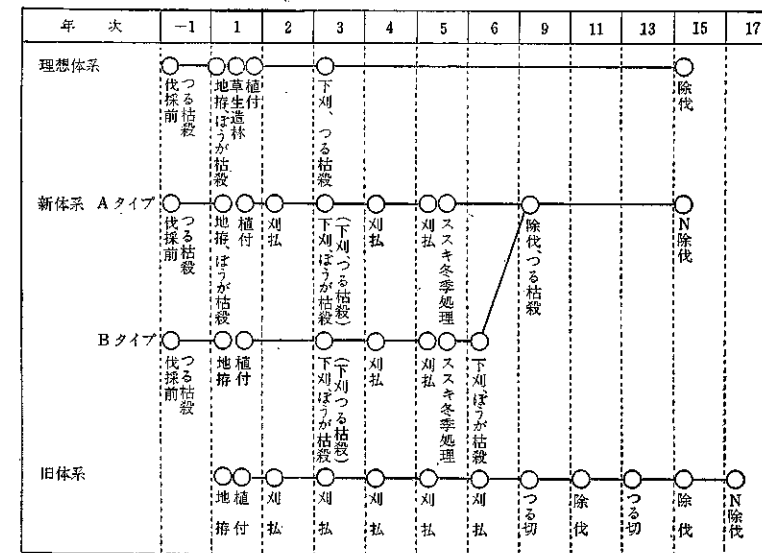 年 次 -1 1 2 3 4 5 6 9 11 13 15 17
理想体系
伐採前
つる枯殺
地拵、ぼうが枯殺
草生造林
植付
下刈、つる枯殺
除伐
新体系 Aタイプ
伐採前
つる枯殺
地拵、ぼうが枯殺
植付
刈払
下刈、ぼうが枯殺
(下刈、つる枯殺)
刈払
刈払
ススキ冬季処理
除伐、つる枯殺
N除伐
Bタイプ
伐採前
つる枯殺
地拵
植付
下刈、ぼうが枯殺
(下刈つる枯殺)
刈払
刈払
ススキ冬季処理
下刈、ぼうが枯殺
旧体系
地拵
植付
刈払
刈払
刈払
刈払
刈払
つる切
除伐
つる切
除伐
N除伐